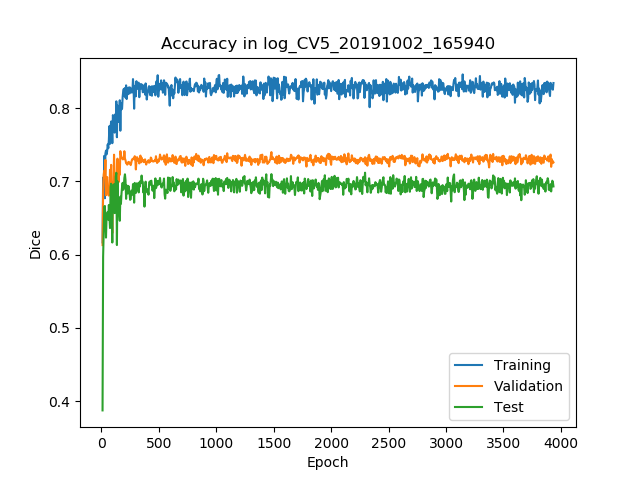 Accuracy in log_CV5_20191002_165940
Dice
0.8
0.7
0.6
0.5
0.4
Training
Validation
Test
0 500 1000 1500 2000 2500 3000 3500 4000
Epoch